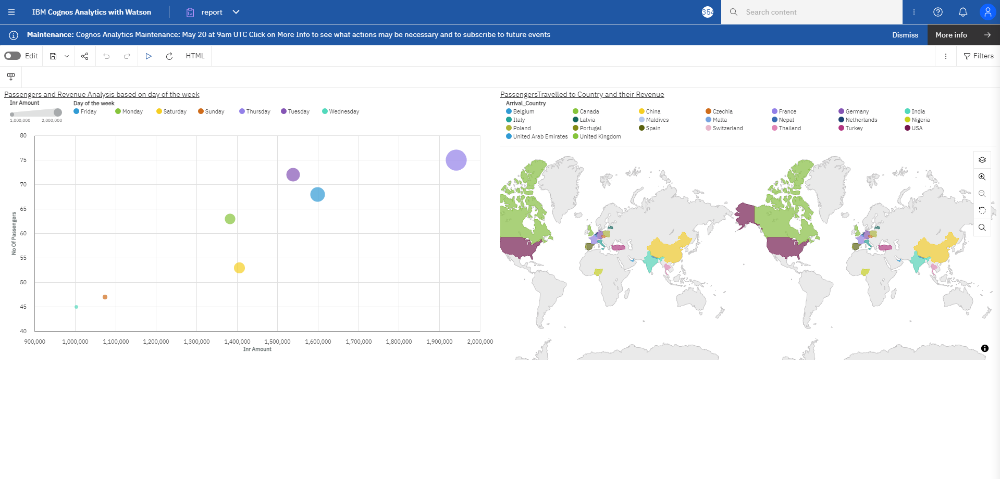 IBM Cognos Analytics with Watson
report
354
Search content
Maintenance: Cognos Analytics Maintenance: May 20 at 9am UTC Click on More Info to see what actions may be necessary and to subscribe to future events
Dismiss
More info
Edit
HTML
Filters
Passengers and Revenue Analysis based on day of the week
Inr Amount
1,000,000 2,000,000
Day of the week
Friday Monday Saturday Sunday Thursday Tuesday Wednesday
80
75
70
65
60
55
50
45
40
No Of Passengers
900,000 1,000,000 1,100,000 1,200,000 1,300,000 1,400,000 1,500,000 1,600,000 1,700,000 1,800,000 1,900,000 2,000,000
Inr Amount
PassengersTravelled to Country and their Revenue
Arrival_Country
Belgium Canada China Czechia France Germany India
Italy Latvia Maldives Malta Nepal Netherlands Nigeria
Poland Portugal Spain Switzerland Thailand Turkey USA
United Arab Emirates United Kingdom